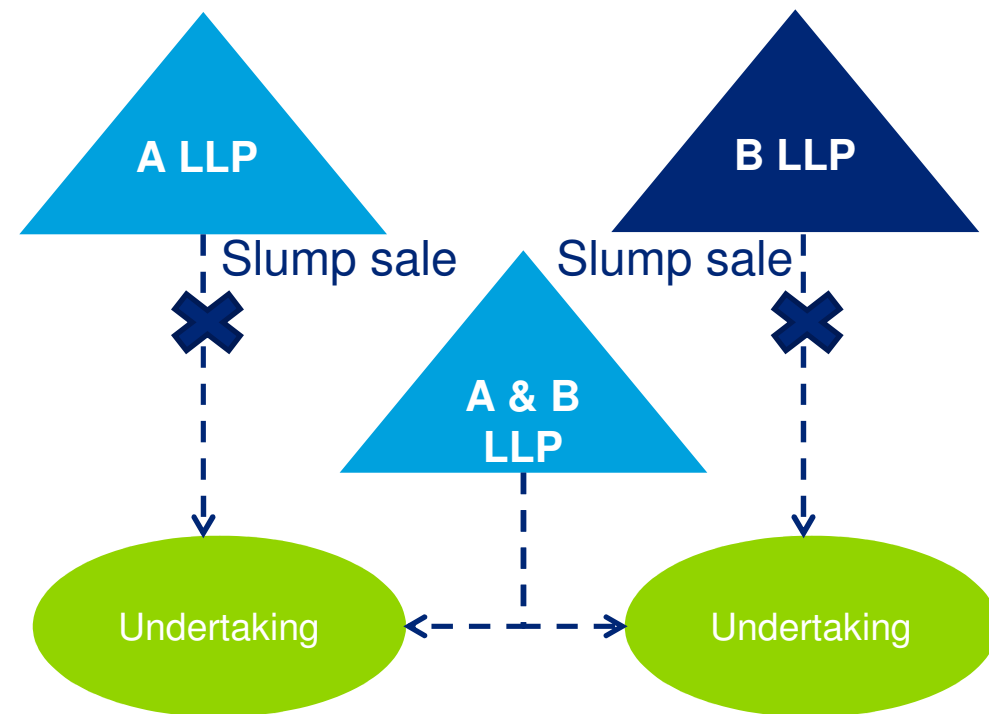 A LLP
B LLP
Slump sale
Slump sale
A & B
LLP
Undertaking
Undertaking